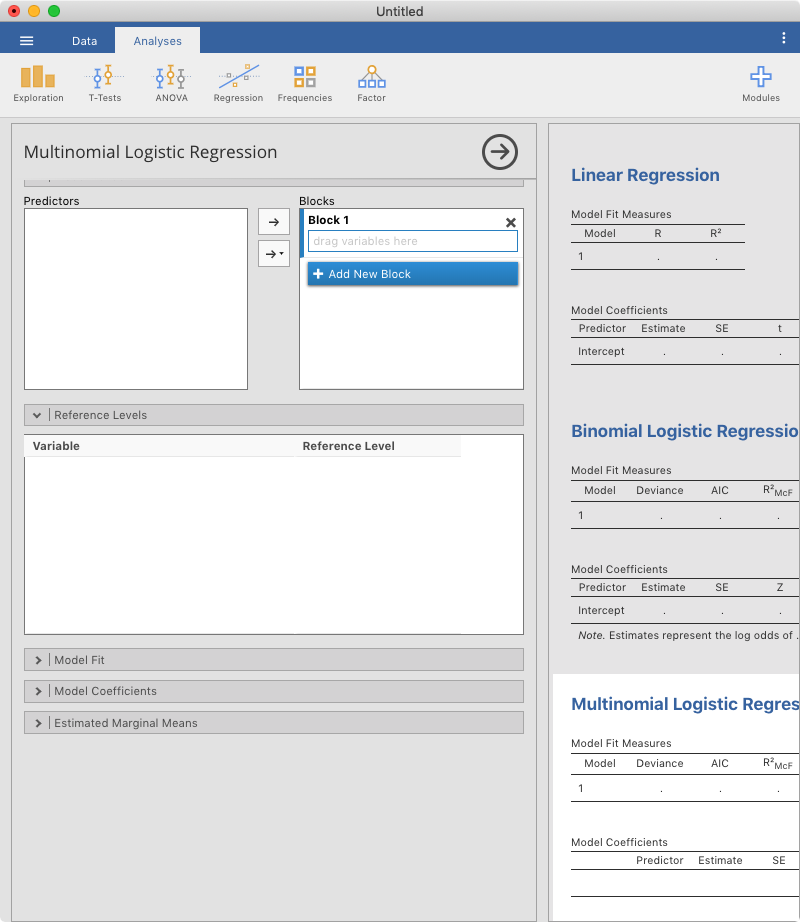 Untitled
Data
Analyses
Exploration
T-Tests
ANOVA
Regression
Frequencies
Factor
Modules
Multinomial Logistic Regression
Predictors
Blocks
Block 1
drag variables here
Add New Block
Reference Levels
Variable Reference Level
Model Fit
Model Coefficients
Estimated Marginal Means
Linear Regression
Model Fit Measures
Model R R²
1 . .
Model Coefficients
Predictor Estimate SE t
Intercept . . .
Binomial Logistic Regressio
Model Fit Measures
Model Deviance AIC R²McF
1 . . .
Model Coefficients
Predictor Estimate SE Z
Intercept . . .
Note. Estimates represent the log odds of .
Multinomial Logistic Regres
Model Fit Measures
Model Deviance AIC R²McF
1 . . .
Model Coefficients
Predictor Estimate SE